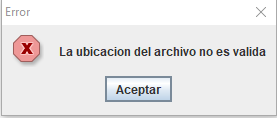 Error
La ubicacion del archivo no es valida
Aceptar